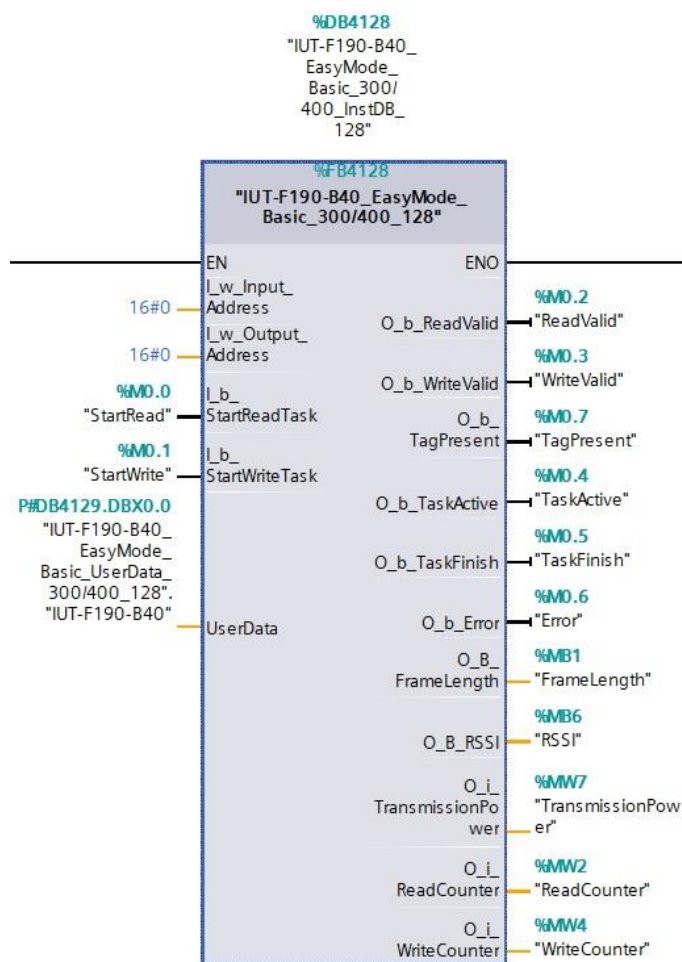 %DB4128
"IUT-F190-B40_
EasyMode_
Basic_300/
400_InstDB_
128"
%FB4128
"IUT-F190-B40_EasyMode_
Basic_300/400_128"
EN
ENO
16#0
I_w_Input_
Address
16#0
I_w_Output_
Address
%M0.0
"StartRead"
I_b_
StartReadTask
%M0.1
"StartWrite"
I_b_
StartWriteTask
P#DB4129.DBX0.0
"IUT-F190-B40_
EasyMode_
Basic_UserData_
300/400_128".
"IUT-F190-B40"
UserData
O_b_ReadValid
%M0.2
"ReadValid"
O_b_WriteValid
%M0.3
"WriteValid"
O_b_
TagPresent
%M0.7
"TagPresent"
O_b_TaskActive
%M0.4
"TaskActive"
O_b_TaskFinish
%M0.5
"TaskFinish"
O_b_Error
%M0.6
"Error"
O_B_
FrameLength
%MB1
"FrameLength"
O_B_RSSI
%MB6
"RSSI"
O_i_
TransmissionPo
wer
%MW7
"TransmissionPow
er"
O_i_
ReadCounter
%MW2
"ReadCounter"
O_i_
WriteCounter
%MW4
"WriteCounter"